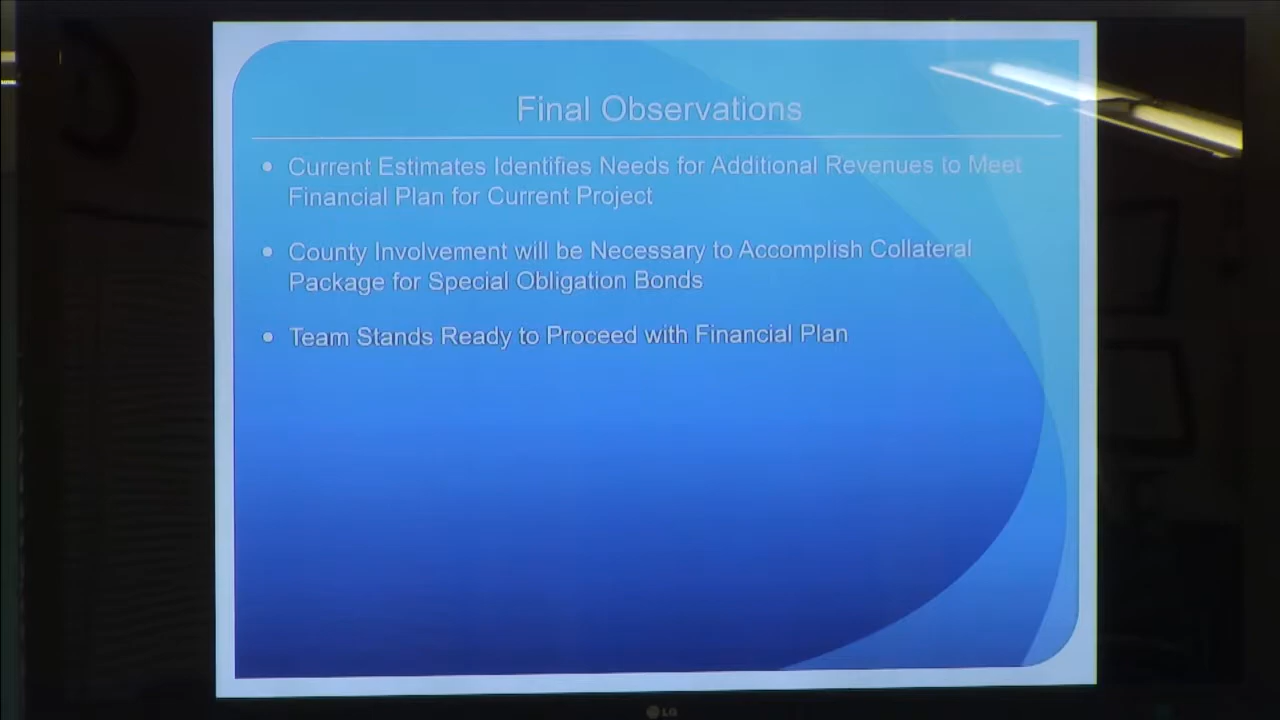 Final Observations
• Current Estimates Identifies Needs for Additional Revenues to Meet
Financial Plan for Current Project
• County Involvement will be Necessary to Accomplish Collateral
Package for Special Obligation Bonds
• Team Stands Ready to Proceed with Financial Plan
LG